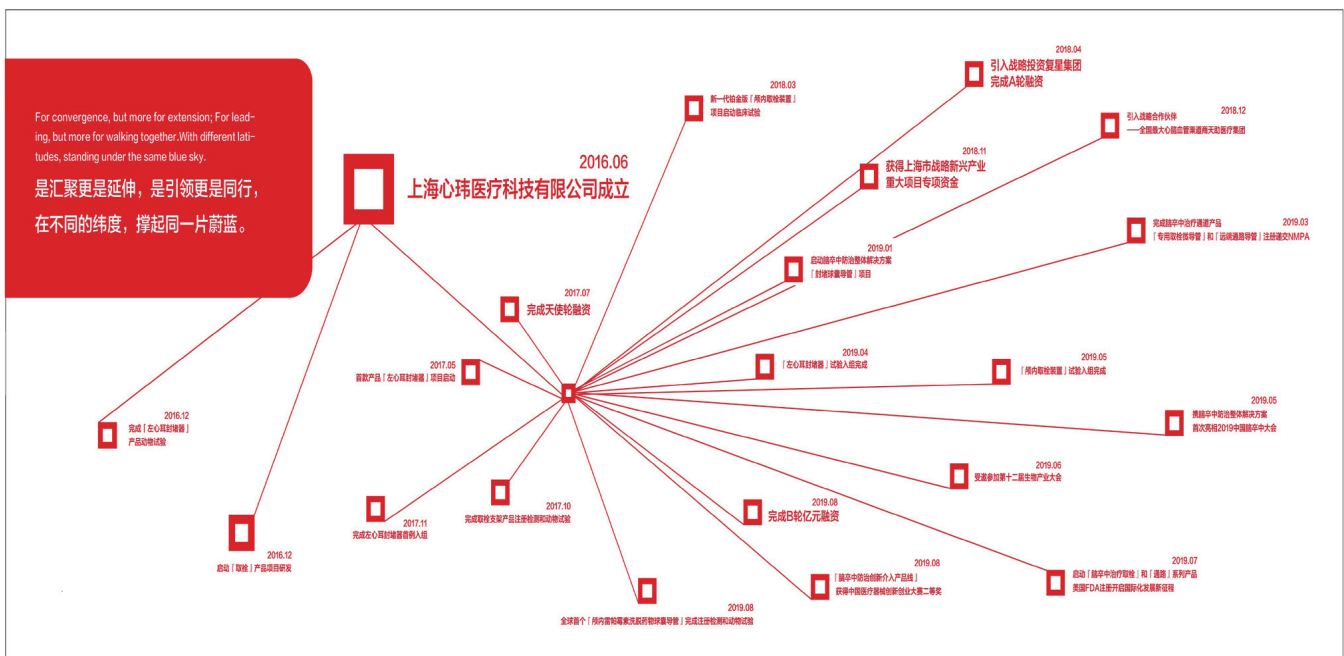 For convergence, but more for extension; For lead-
ing, but more for walking together.With different lati-
tudes, standing under the same blue sky.
是汇聚更是延伸，是引领更是同行，
在不同的纬度，撑起同一片蔚蓝。
2016.06
上海心玮医疗科技有限公司成立
2016.12
完成「左心耳封堵器」
产品动物试验
2016.12
启动「取栓」产品项目研发
2017.05
首款产品「左心耳封堵器」项目启动
2017.07
完成天使轮融资
2017.10
完成取栓支架产品注册检测和动物试验
2017.11
完成左心耳封堵器首例入组
2018.03
新一代铂金版「颅内取栓装置」
项目启动临床试验
2018.04
引入战略投资复星集团
完成A轮融资
2018.11
获得上海市战略新兴产业
重大项目专项资金
2018.12
引入战略合作伙伴
——全国最大心脑血管渠道商天助医疗集团
2019.01
启动脑卒中防治整体解决方案
「封堵球囊导管」项目
2019.03
完成脑卒中治疗通道产品
「专用取栓微导管」和「远端通路导管」注册递交NMPA
2019.04
「左心耳封堵器」试验入组完成
2019.05
「颅内取栓装置」试验入组完成
2019.05
携脑卒中防治整体解决方案
首次亮相2019中国脑卒中大会
2019.06
受邀参加第十二届生物产业大会
2019.07
启动「脑卒中治疗取栓」和「通路」系列产品
美国FDA注册开启国际化发展新征程
2019.08
完成B轮亿元融资
2019.08
「脑卒中防治创新介入产品线」
获得中国医疗器械创新创业大赛二等奖
2019.08
全球首个「颅内雷帕霉素洗脱药物球囊导管」完成注册检测和动物试验